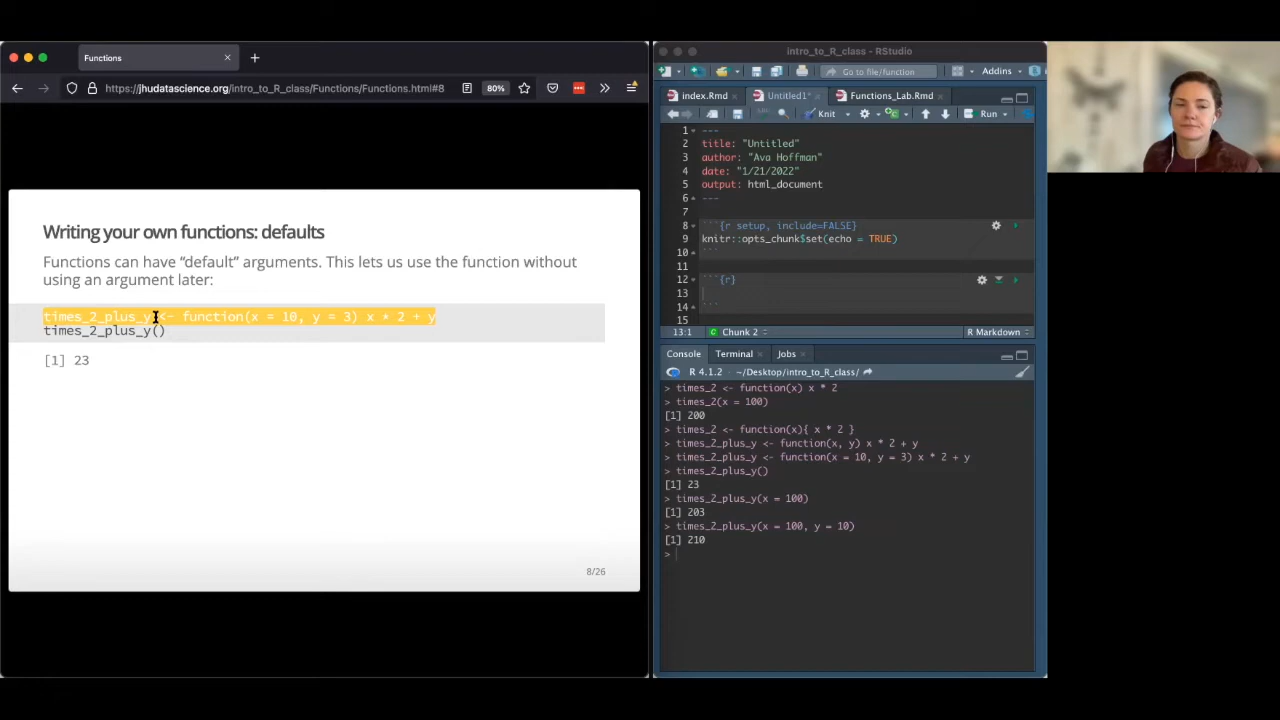 Functions
https://jhudatascience.org/intro_to_R_class/Functions/Functions.html#8
80%
Writing your own functions: defaults
Functions can have “default” arguments. This lets us use the function without
using an argument later:
times_2_plus_y <- function(x = 10, y = 3) x * 2 + y
times_2_plus_y()
[1] 23
8/26
intro_to_R_class - RStudio
Go to file/function
Addins
index.Rmd
Untitled1*
Functions_Lab.Rmd
Knit
Run
1 ---
2 title: "Untitled"
3 author: "Ava Hoffman"
4 date: "1/21/2022"
5 output: html_document
6 ---
7
8 ```{r setup, include=FALSE}
9 knitr::opts_chunk$set(echo = TRUE)
10 ```
11
12 ```{r}
13
14 ```
15
13:1 Chunk 2 R Markdown
Console Terminal Jobs
R 4.1.2 · ~/Desktop/intro_to_R_class/
> times_2 <- function(x) x * 2
> times_2(x = 100)
[1] 200
> times_2 <- function(x){ x * 2 }
> times_2_plus_y <- function(x, y) x * 2 + y
> times_2_plus_y <- function(x = 10, y = 3) x * 2 + y
> times_2_plus_y()
[1] 23
> times_2_plus_y(x = 100)
[1] 203
> times_2_plus_y(x = 100, y = 10)
[1] 210
>